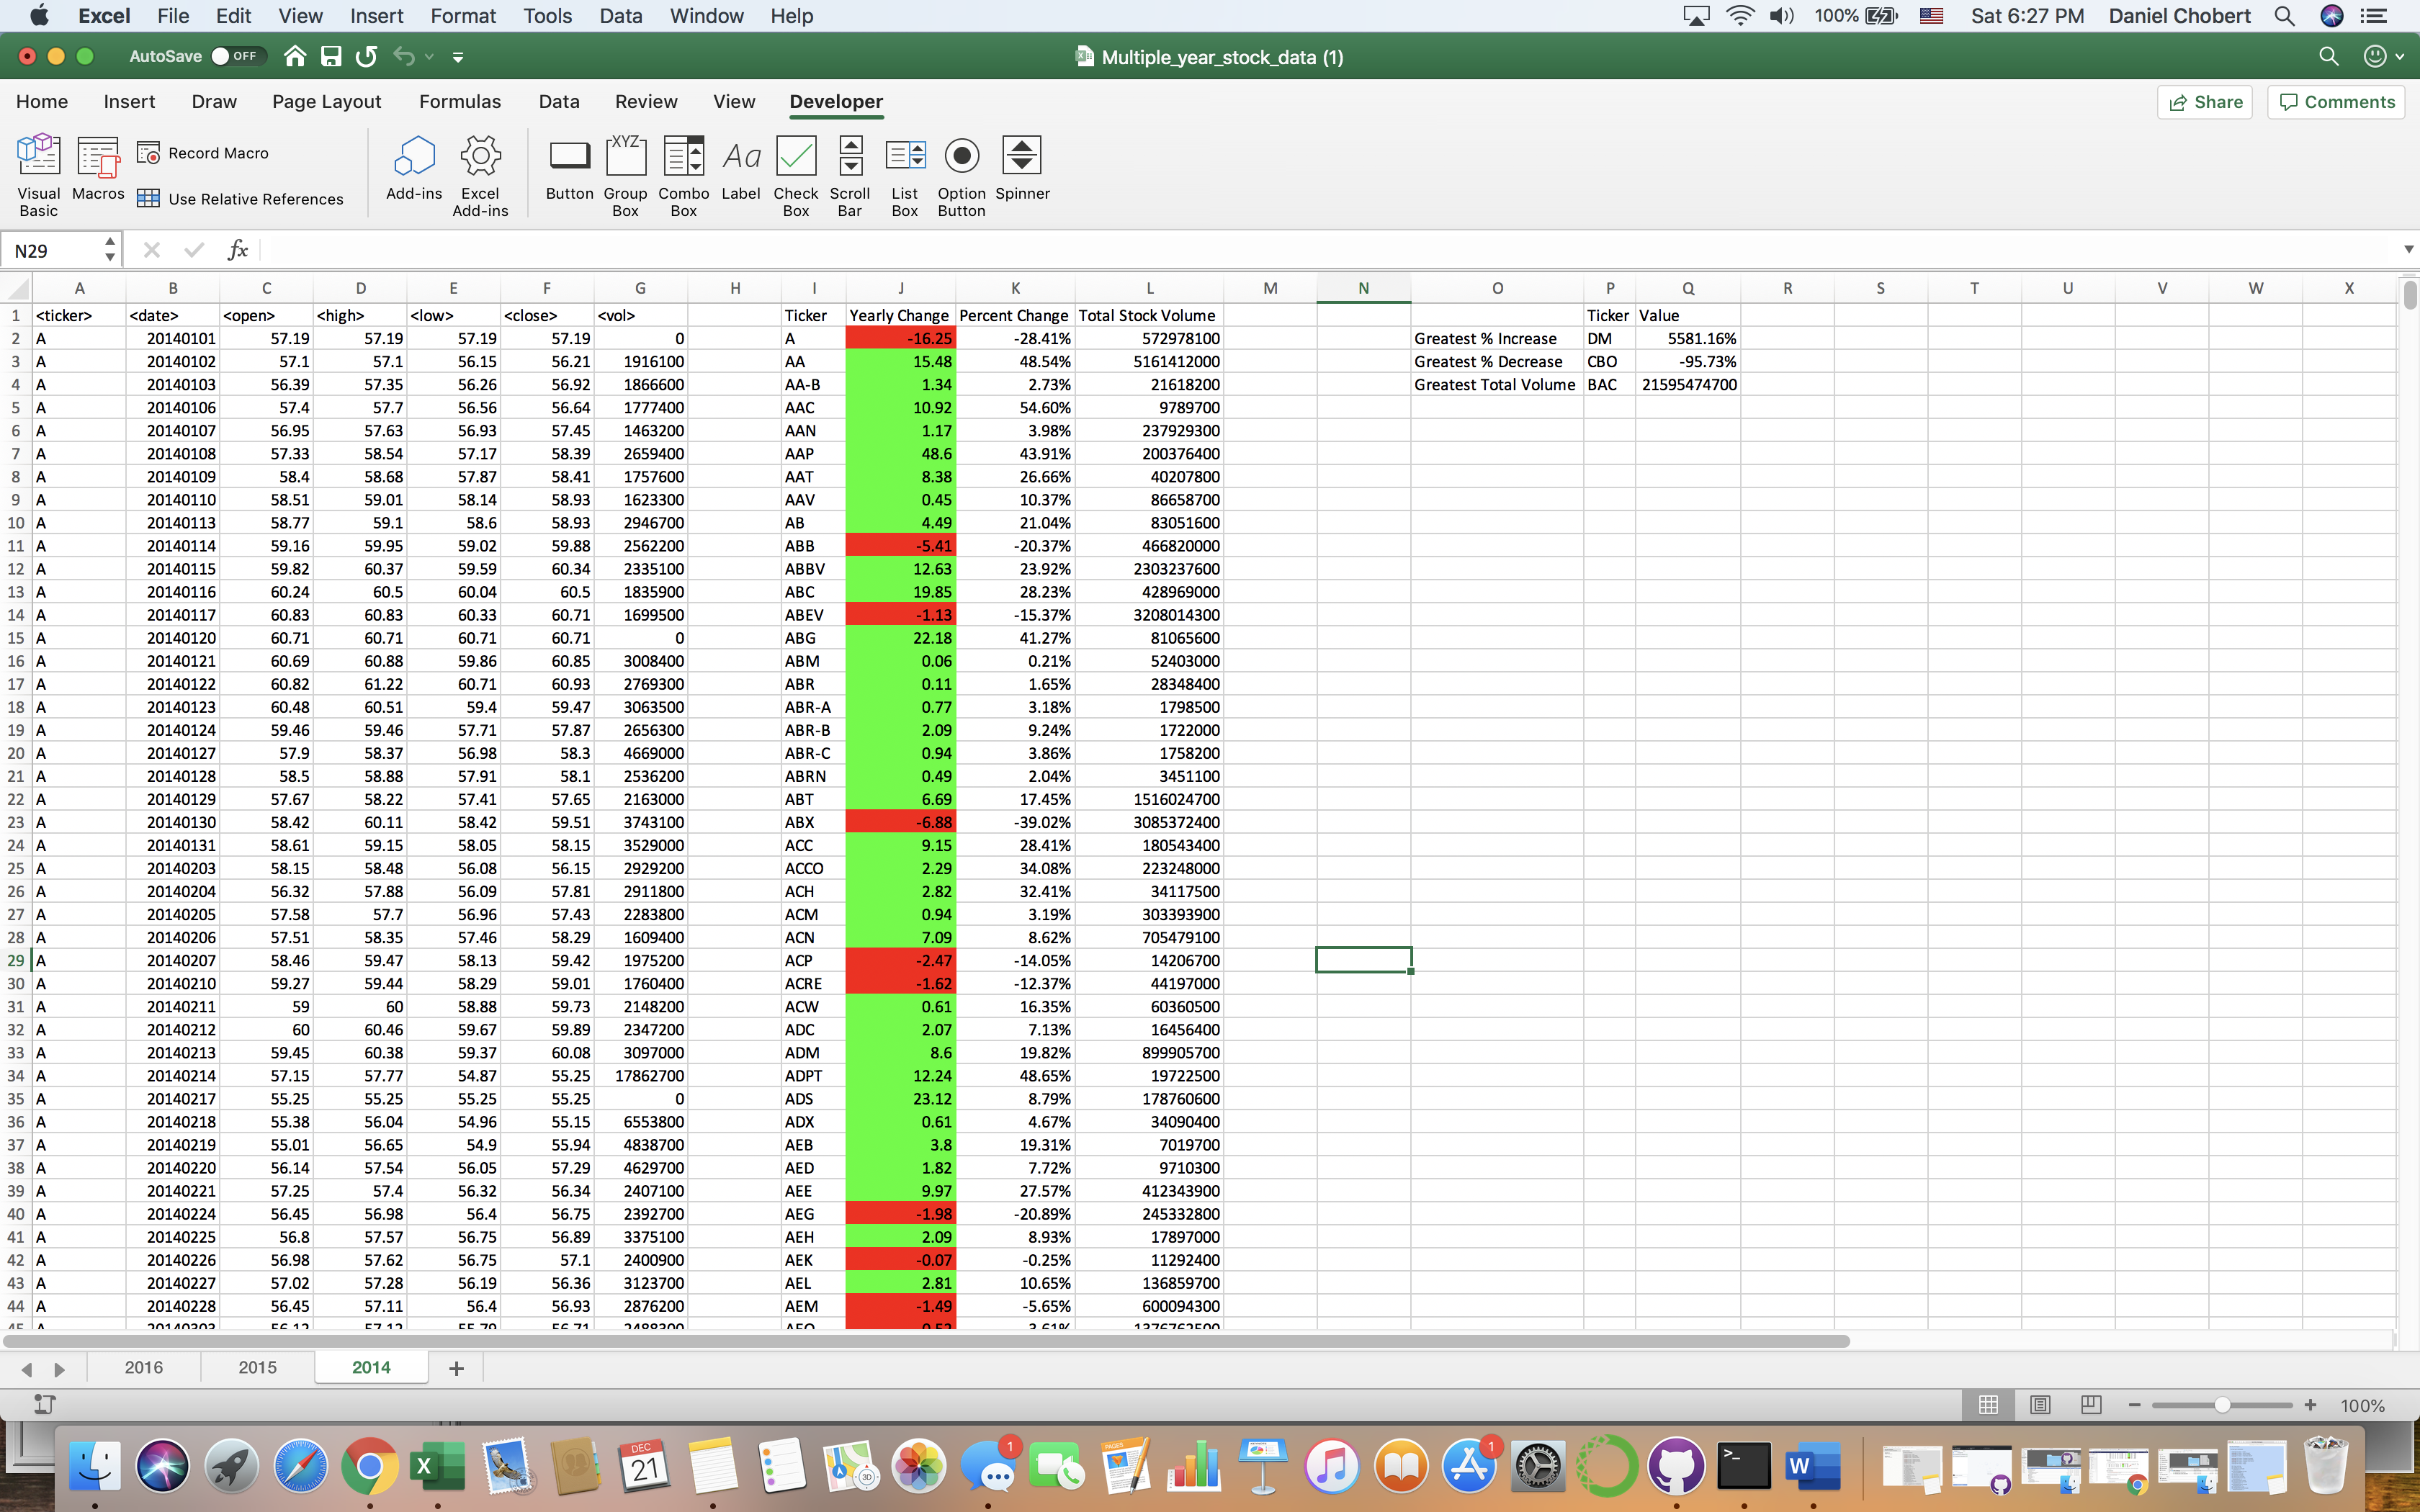 Excel File Edit View Insert Format Tools Data Window Help 100% Sat 6:27 PM Daniel Chobert
AutoSave OFF Multiple_year_stock_data (1)
Home Insert Draw Page Layout Formulas Data Review View Developer Share Comments
Visual Basic Macros Record Macro Use Relative References Add-ins Excel Add-ins Button Group Box Combo Box Label Check Box Scroll Bar List Box Option Button Spinner
XYZ Aa
N29 fx
A B C D E F G H I J K L M N O P Q R S T U V W X
1 <ticker> <date> <open> <high> <low> <close> <vol> Ticker Yearly Change Percent Change Total Stock Volume Ticker Value
2 A 20140101 57.19 57.19 57.19 57.19 0 A -16.25 -28.41% 572978100 Greatest % Increase DM 5581.16%
3 A 20140102 57.1 57.1 56.15 56.21 1916100 AA 15.48 48.54% 5161412000 Greatest % Decrease CBO -95.73%
4 A 20140103 56.39 57.35 56.26 56.92 1866600 AA-B 1.34 2.73% 21618200 Greatest Total Volume BAC 21595474700
5 A 20140106 57.4 57.7 56.56 56.64 1777400 AAC 10.92 54.60% 9789700
6 A 20140107 56.95 57.63 56.93 57.45 1463200 AAN 1.17 3.98% 237929300
7 A 20140108 57.33 58.54 57.17 58.39 2659400 AAP 48.6 43.91% 200376400
8 A 20140109 58.4 58.68 57.87 58.41 1757600 AAT 8.38 26.66% 40207800
9 A 20140110 58.51 59.01 58.14 58.93 1623300 AAV 0.45 10.37% 86658700
10 A 20140113 58.77 59.1 58.6 58.93 2946700 AB 4.49 21.04% 83051600
11 A 20140114 59.16 59.95 59.02 59.88 2562200 ABB -5.41 -20.37% 466820000
12 A 20140115 59.82 60.37 59.59 60.34 2335100 ABBV 12.63 23.92% 2303237600
13 A 20140116 60.24 60.5 60.04 60.5 1835900 ABC 19.85 28.23% 428969000
14 A 20140117 60.83 60.83 60.33 60.71 1699500 ABEV -1.13 -15.37% 3208014300
15 A 20140120 60.71 60.71 60.71 60.71 0 ABG 22.18 41.27% 81065600
16 A 20140121 60.69 60.88 59.86 60.85 3008400 ABM 0.06 0.21% 52403000
17 A 20140122 60.82 61.22 60.71 60.93 2769300 ABR 0.11 1.65% 28348400
18 A 20140123 60.48 60.51 59.4 59.47 3063500 ABR-A 0.77 3.18% 1798500
19 A 20140124 59.46 59.46 57.71 57.87 2656300 ABR-B 2.09 9.24% 1722000
20 A 20140127 57.9 58.37 56.98 58.3 4669000 ABR-C 0.94 3.86% 1758200
21 A 20140128 58.5 58.88 57.91 58.1 2536200 ABRN 0.49 2.04% 3451100
22 A 20140129 57.67 58.22 57.41 57.65 2163000 ABT 6.69 17.45% 1516024700
23 A 20140130 58.42 60.11 58.42 59.51 3743100 ABX -6.88 -39.02% 3085372400
24 A 20140131 58.61 59.15 58.05 58.15 3529000 ACC 9.15 28.41% 180543400
25 A 20140203 58.15 58.48 56.08 56.15 2929200 ACCO 2.29 34.08% 223248000
26 A 20140204 56.32 57.88 56.09 57.81 2911800 ACH 2.82 32.41% 34117500
27 A 20140205 57.58 57.7 56.96 57.43 2283800 ACM 0.94 3.19% 303393900
28 A 20140206 57.51 58.35 57.46 58.29 1609400 ACN 7.09 8.62% 705479100
29 A 20140207 58.46 59.47 58.13 59.42 1975200 ACP -2.47 -14.05% 14206700
30 A 20140210 59.27 59.44 58.29 59.01 1760400 ACRE -1.62 -12.37% 44197000
31 A 20140211 59 60 58.88 59.73 2148200 ACW 0.61 16.35% 60360500
32 A 20140212 60 60.46 59.67 59.89 2347200 ADC 2.07 7.13% 16456400
33 A 20140213 59.45 60.38 59.37 60.08 3097000 ADM 8.6 19.82% 899905700
34 A 20140214 57.15 57.77 54.87 55.25 17862700 ADPT 12.24 48.65% 19722500
35 A 20140217 55.25 55.25 55.25 55.25 0 ADS 23.12 8.79% 178760600
36 A 20140218 55.38 56.04 54.96 55.15 6553800 ADX 0.61 4.67% 34090400
37 A 20140219 55.01 56.65 54.9 55.94 4838700 AEB 3.8 19.31% 7019700
38 A 20140220 56.14 57.54 56.05 57.29 4629700 AED 1.82 7.72% 9710300
39 A 20140221 57.25 57.4 56.32 56.34 2407100 AEE 9.97 27.57% 412343900
40 A 20140224 56.45 56.98 56.4 56.75 2392700 AEG -1.98 -20.89% 245332800
41 A 20140225 56.8 57.57 56.75 56.89 3375100 AEH 2.09 8.93% 17897000
42 A 20140226 56.98 57.62 56.75 57.1 2400900 AEK -0.07 -0.25% 11292400
43 A 20140227 57.02 57.28 56.19 56.36 3123700 AEL 2.81 10.65% 136859700
44 A 20140228 56.45 57.11 56.4 56.93 2876200 AEM -1.49 -5.65% 600094300
2016 2015 2014
100%
DEC 21 1 1